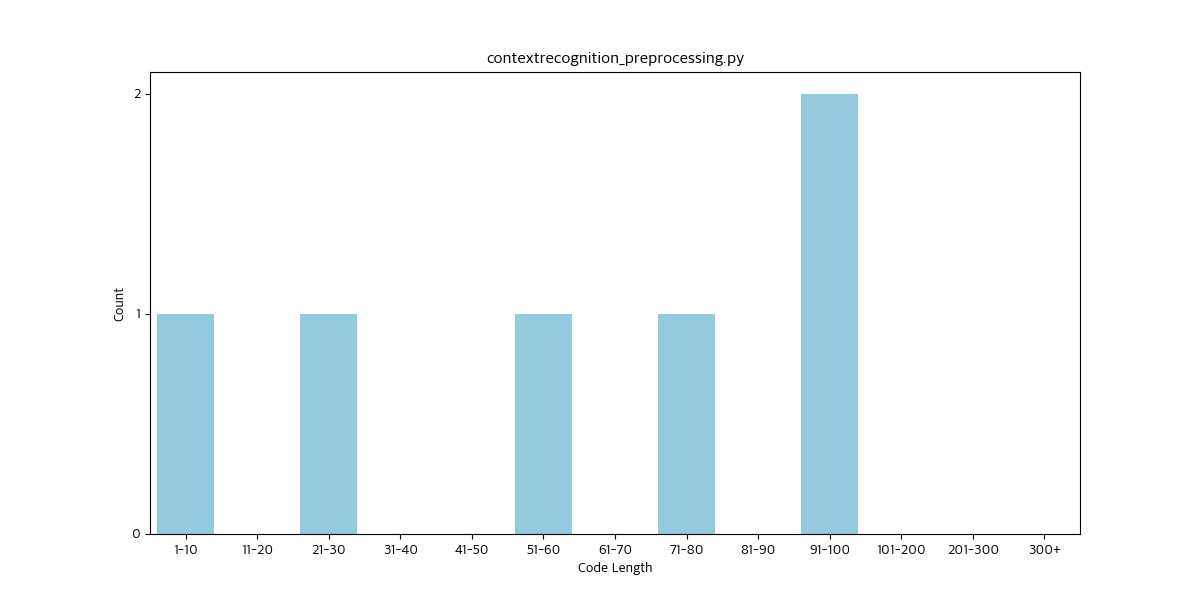 contextrecognition_preprocessing.py
2
1
0
Count
1-10 11-20 21-30 31-40 41-50 51-60 61-70 71-80 81-90 91-100 101-200 201-300 300+
Code Length